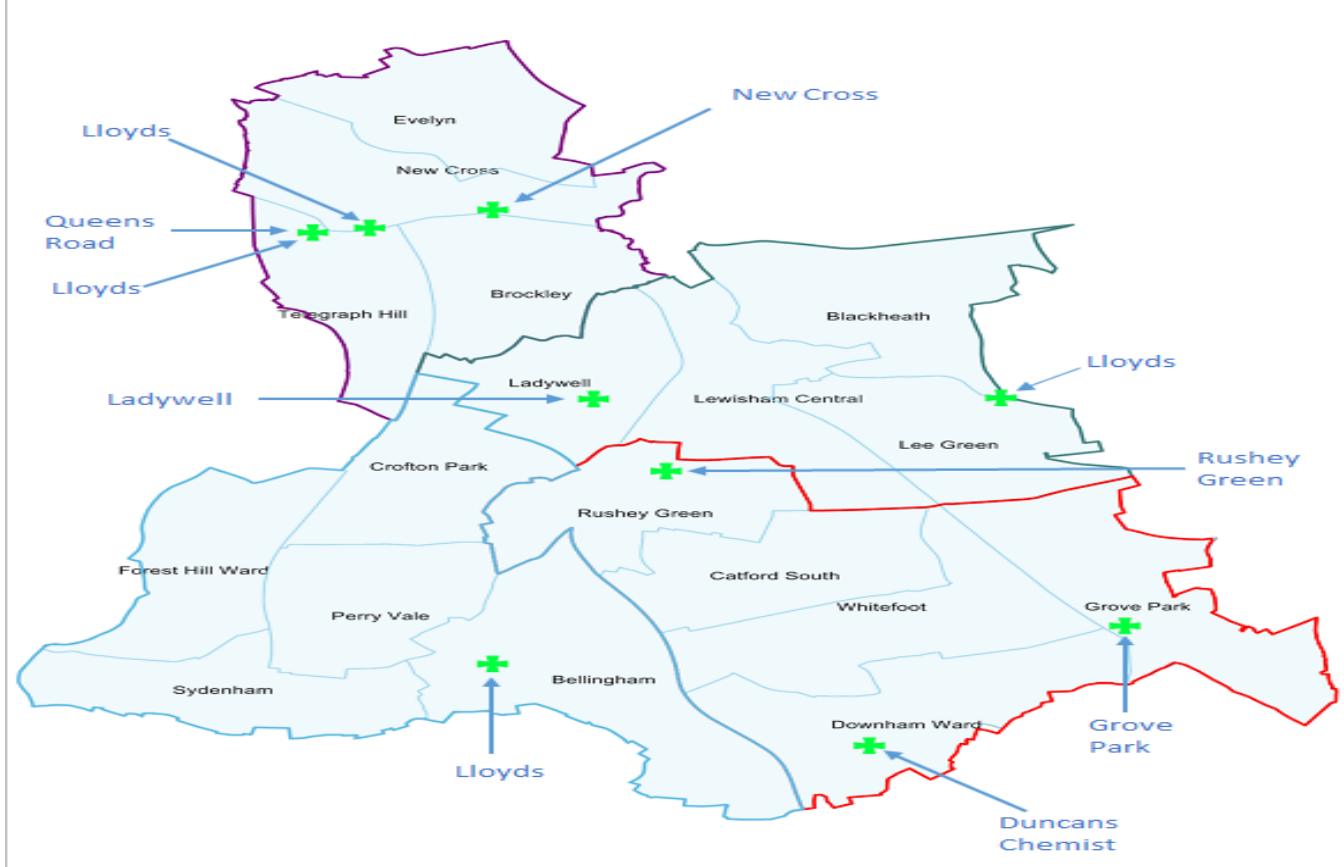 New Cross
Evelyn
Lloyds
New Cross
Queens
Road
Lloyds
Brockley
Telegraph Hill
Blackheath
Lloyds
Ladywell
Ladywell
Lewisham Central
Lee Green
Crofton Park
Rushey
Green
Rushey Green
Forest Hill Ward
Catford South
Whitefoot
Grove Park
Perry Vale
Sydenham
Bellingham
Downham Ward
Grove
Park
Lloyds
Duncans
Chemist